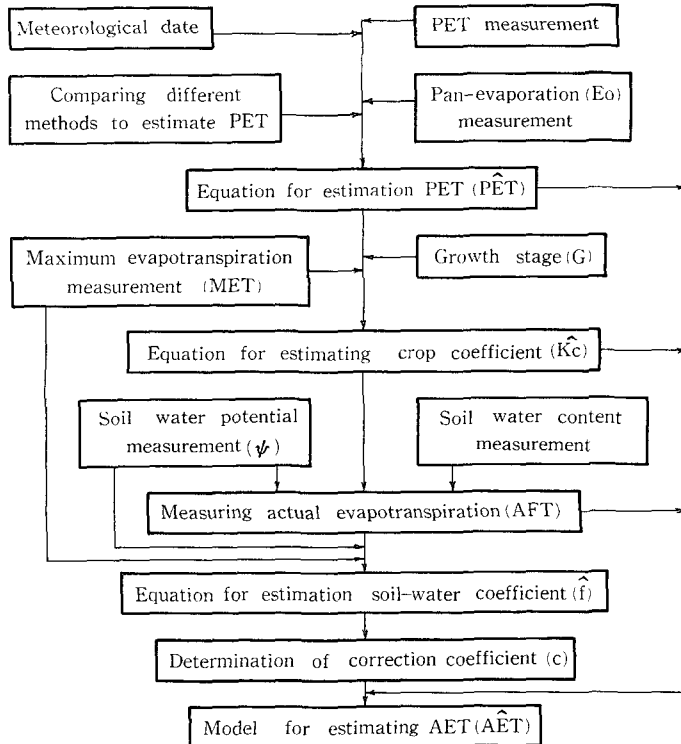 Meteorological date
PET measurement
Comparing different
methods to estimate PET
Pan-evaporation (Eo)
measurement
Equation for estimation PET (PÊT)
Maximum evapotranspiration
measurement (MET)
Growth stage (G)
Equation for estimating crop coefficient (K̂c)
Soil water potential
measurement (ψ)
Soil water content
measurement
Measuring actual evapotranspiration (AFT)
Equation for estimation soil-water coefficient (f̂)
Determination of correction coefficient (c)
Model for estimating AET (AÊT)